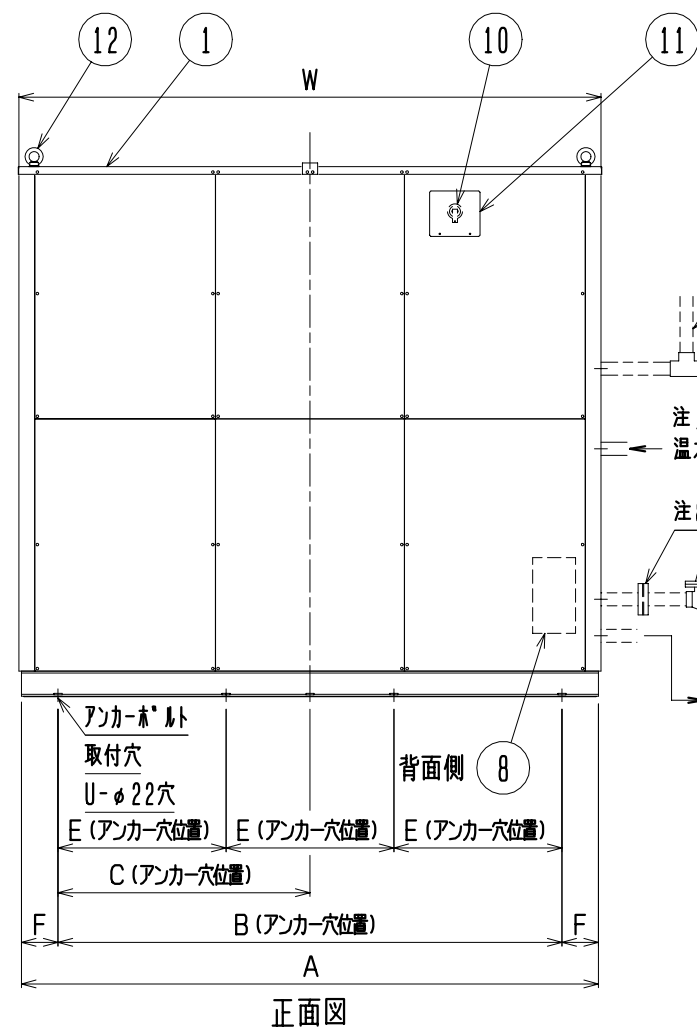 12
1
10
11
W
注
温
注
アンカーボルト
取付穴
U-φ22穴
背面側
8
E (アンカー穴位置)
E (アンカー穴位置)
E (アンカー穴位置)
C (アンカー穴位置)
F
B (アンカー穴位置)
F
A
正面図